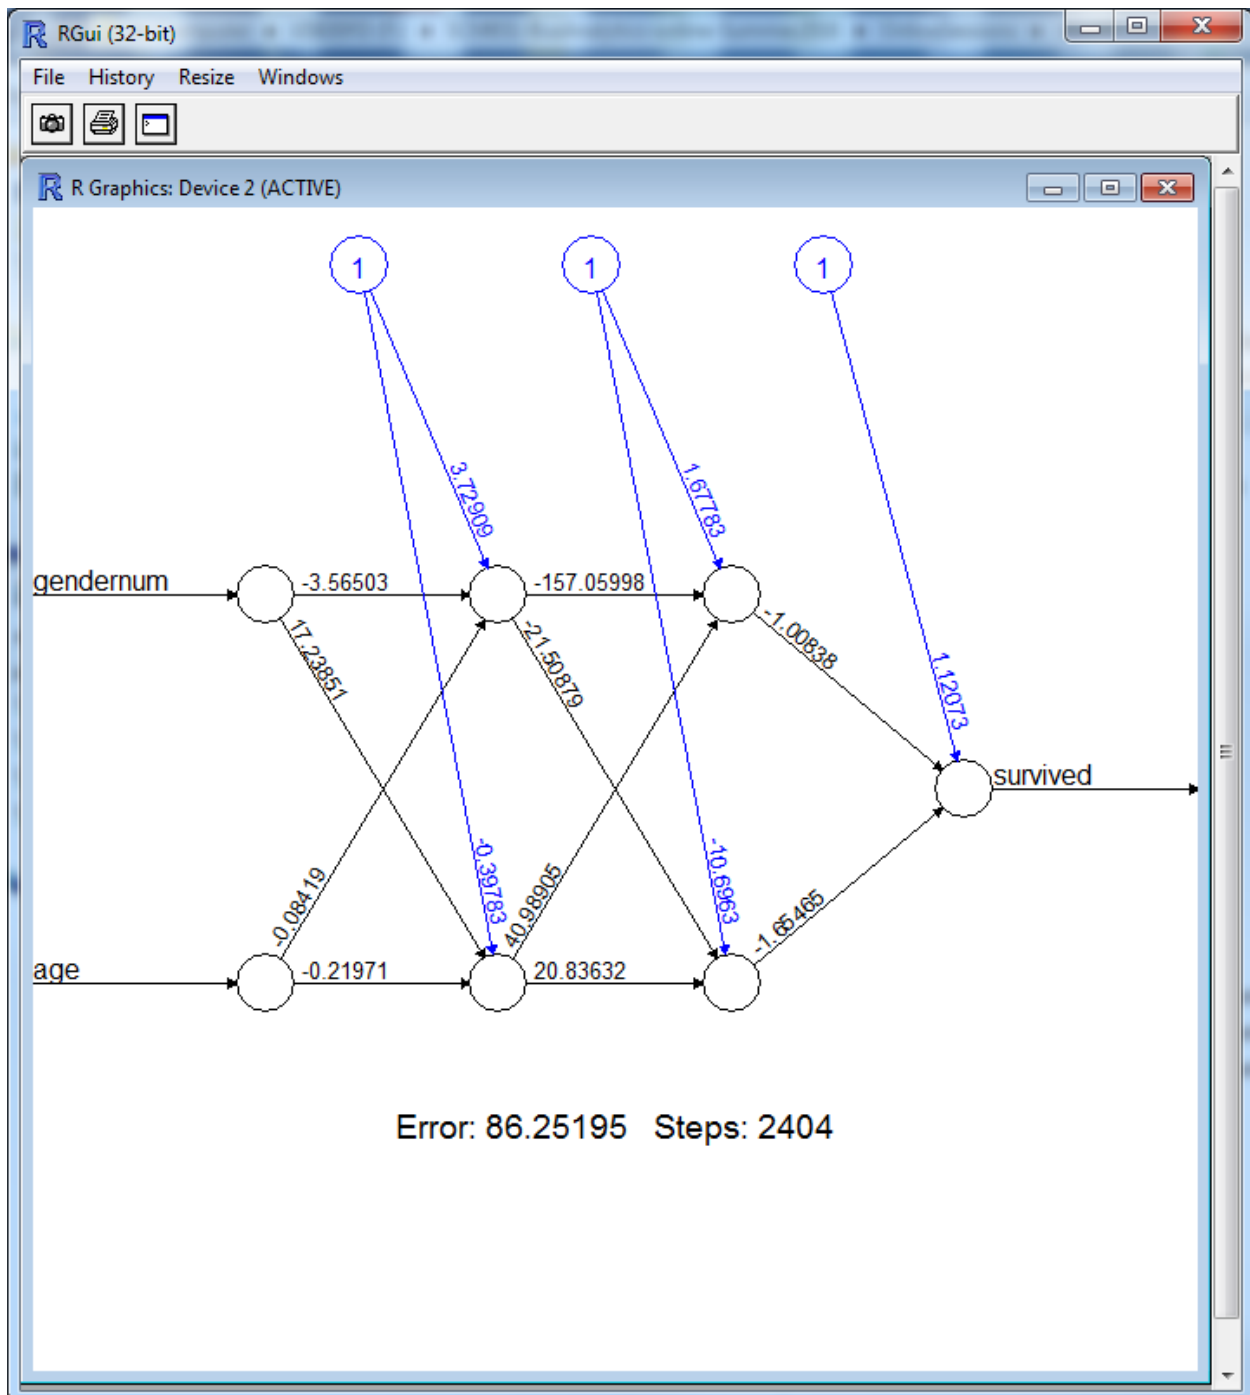 RGui (32-bit)
File History Resize Windows
R Graphics: Device 2 (ACTIVE)
1 1 1
3.72909
1.67783
gendernum
-3.56503
-157.05998
17.23851
-21.50879
-1.00838
1.12073
survived
-0.08419
-0.39783
40.98905
-10.6963
-1.65465
age
-0.21971
20.83632
Error: 86.25195 Steps: 2404